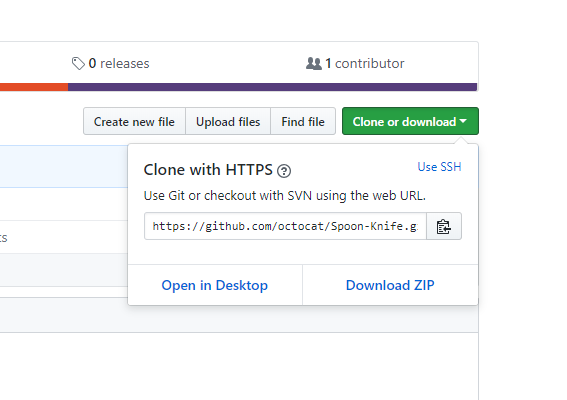 0 releases 1 contributor
Create new file Upload files Find file Clone or download
Clone with HTTPS Use SSH
Use Git or checkout with SVN using the web URL.
https://github.com/octocat/Spoon-Knife.g
Open in Desktop Download ZIP